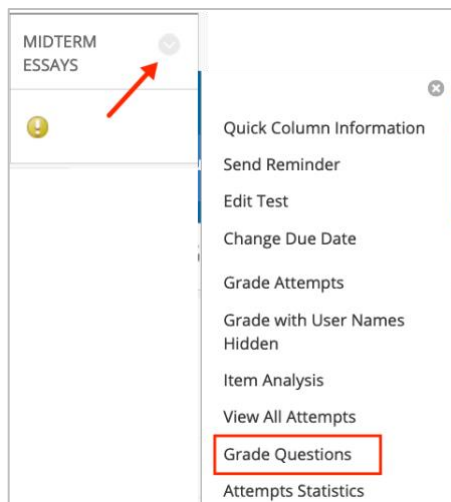 MIDTERM
ESSAYS
Quick Column Information
Send Reminder
Edit Test
Change Due Date
Grade Attempts
Grade with User Names
Hidden
Item Analysis
View All Attempts
Grade Questions
Attempts Statistics